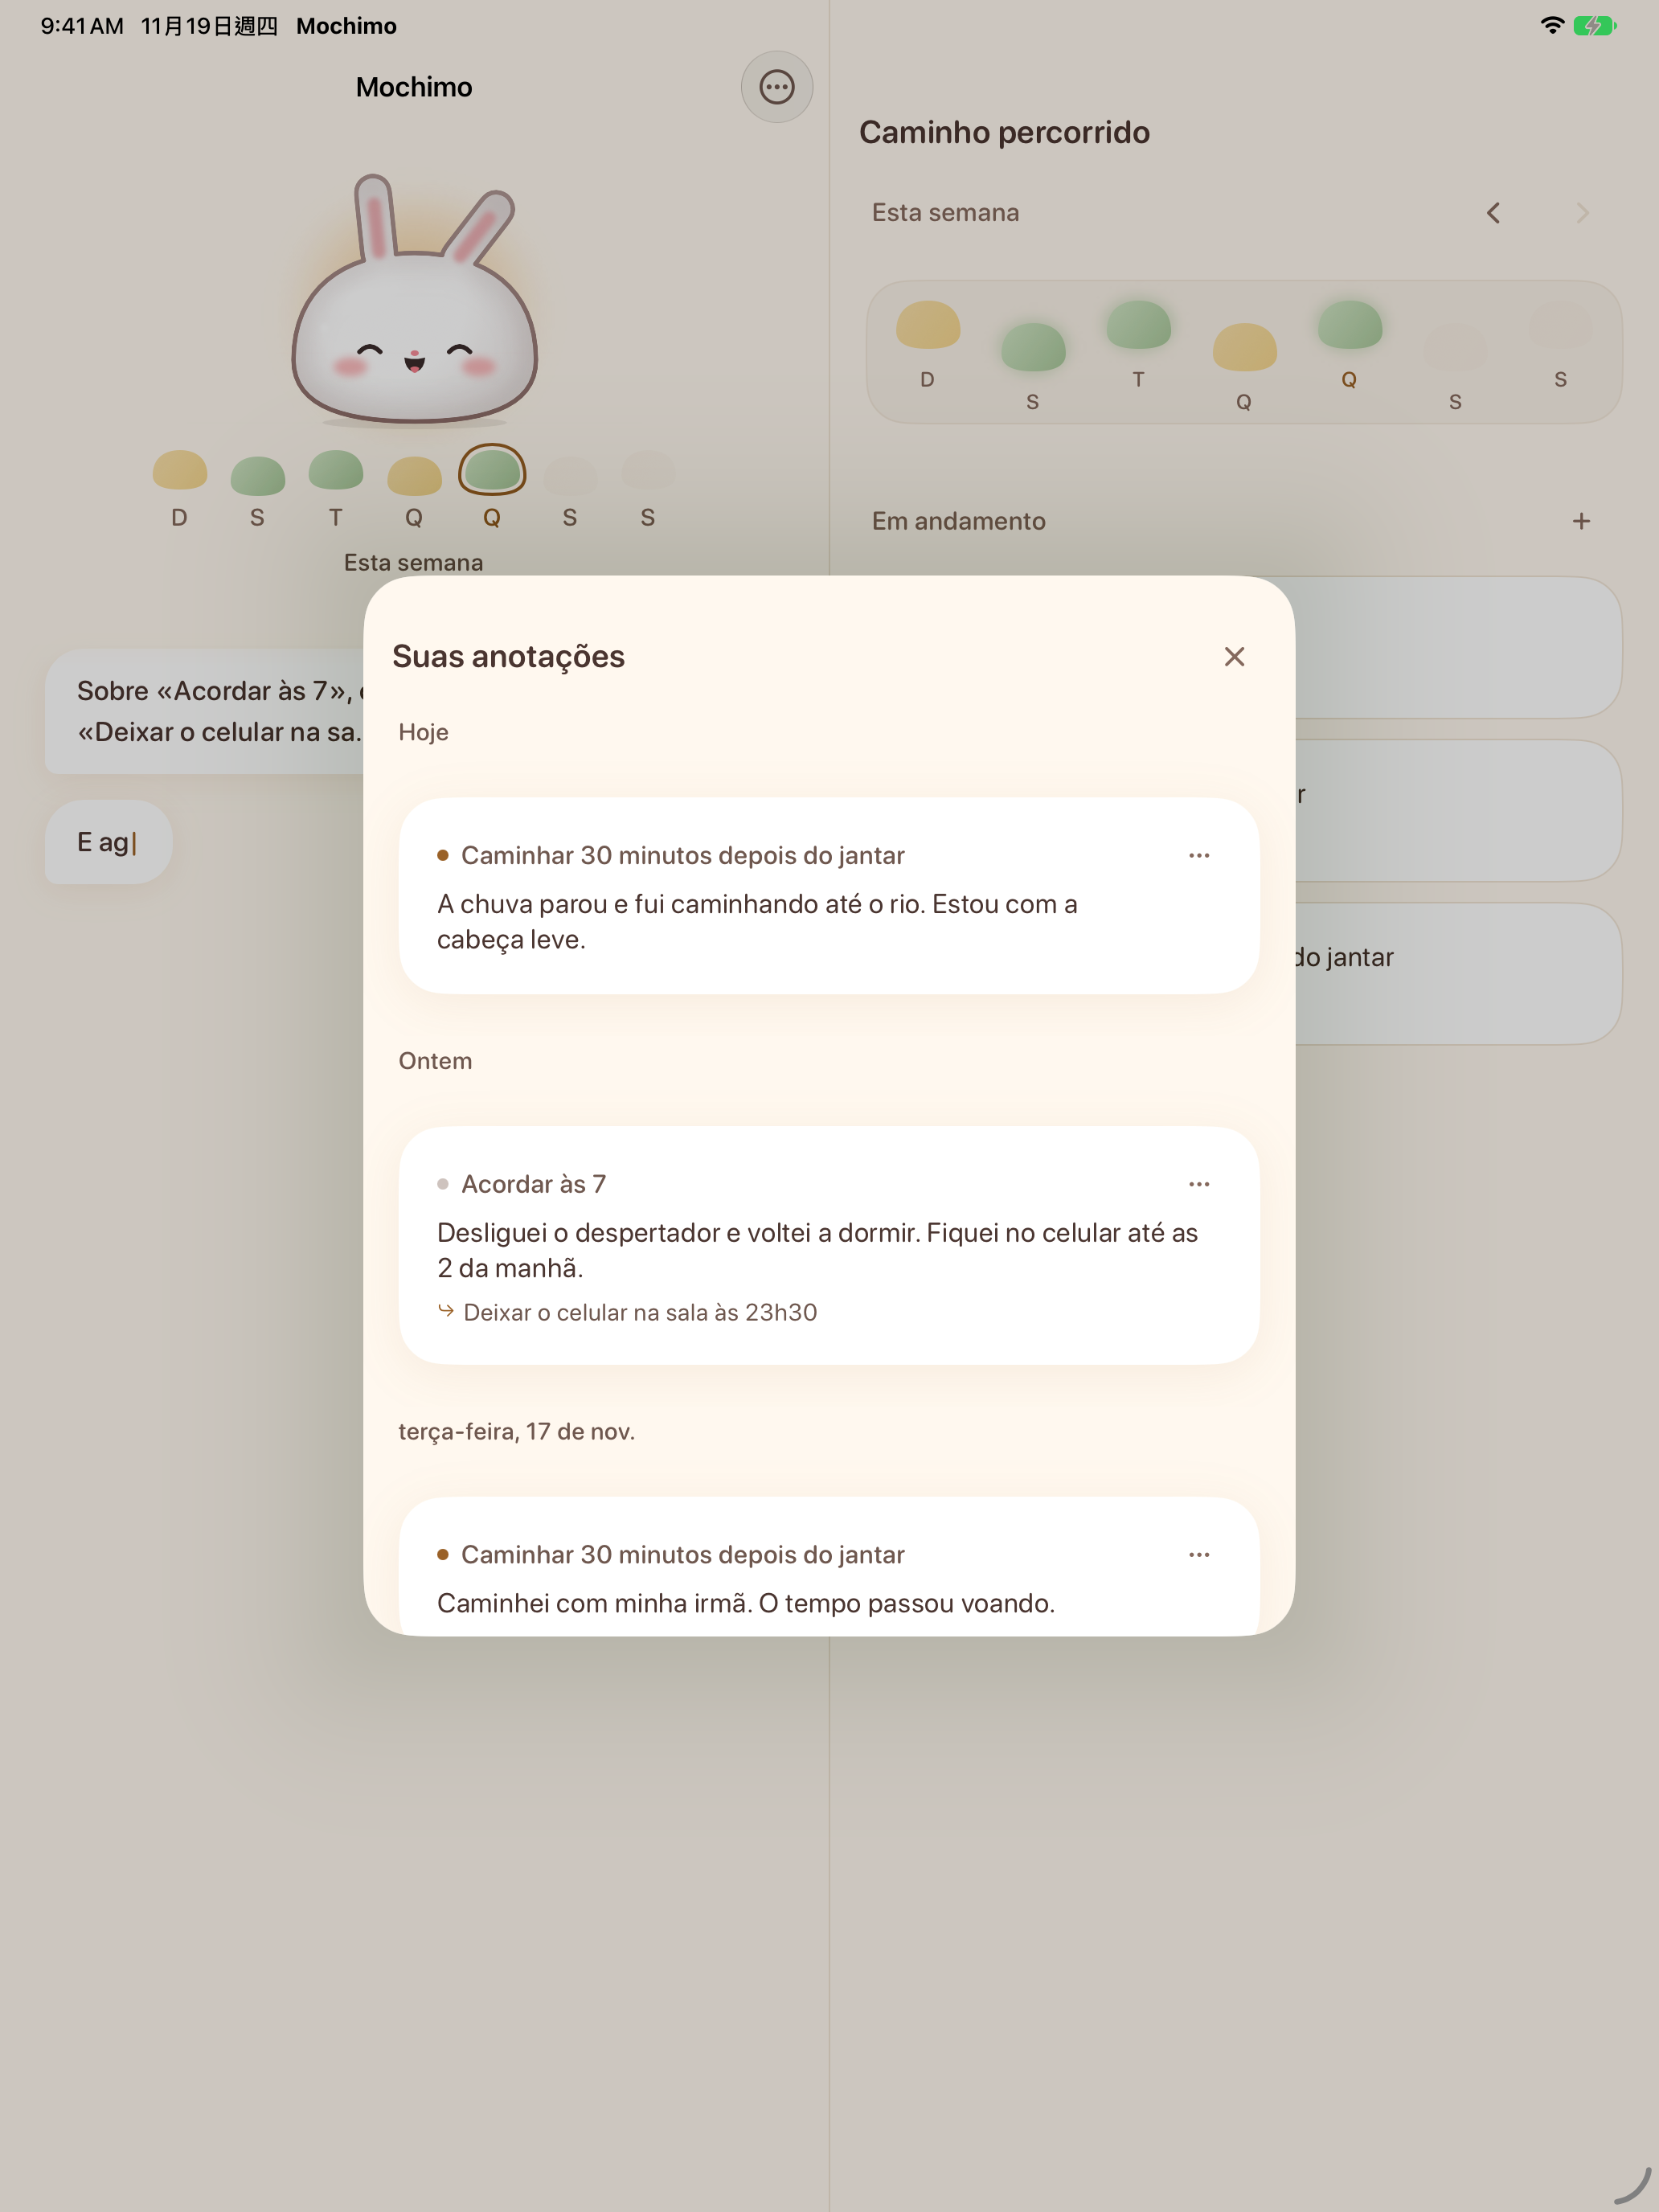 9:41 AM 11月19日週四 Mochimo
Mochimo
D S T Q Q S S
Esta semana
Sobre «Acordar às 7»,
«Deixar o celular na sa.
E ag
Caminho percorrido
Esta semana
D S T Q Q S S
Em andamento
do jantar
Suas anotações
Hoje
Caminhar 30 minutos depois do jantar
A chuva parou e fui caminhando até o rio. Estou com a
cabeça leve.
Ontem
Acordar às 7
Desliguei o despertador e voltei a dormir. Fiquei no celular até as
2 da manhã.
Deixar o celular na sala às 23h30
terça-feira, 17 de nov.
Caminhar 30 minutos depois do jantar
Caminhei com minha irmã. O tempo passou voando.